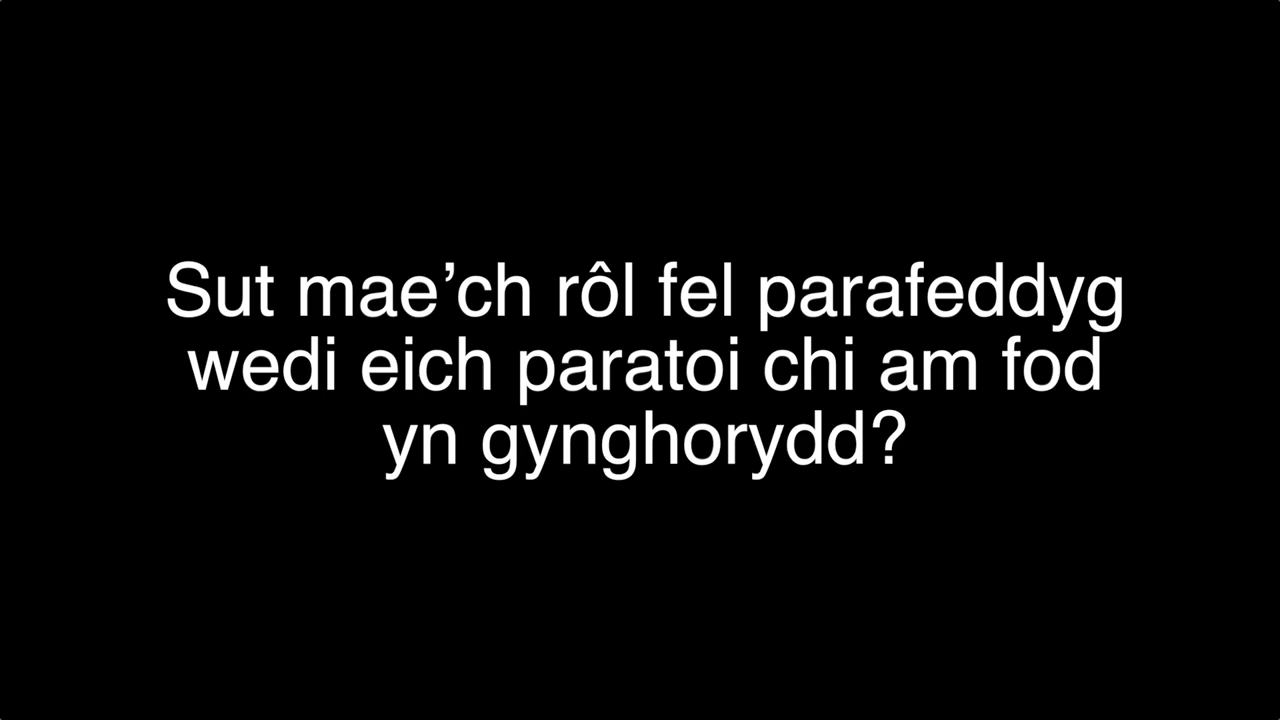 Sut mae’ch rôl fel parafeddyg
wedi eich paratoi chi am fod
yn gynghorydd?